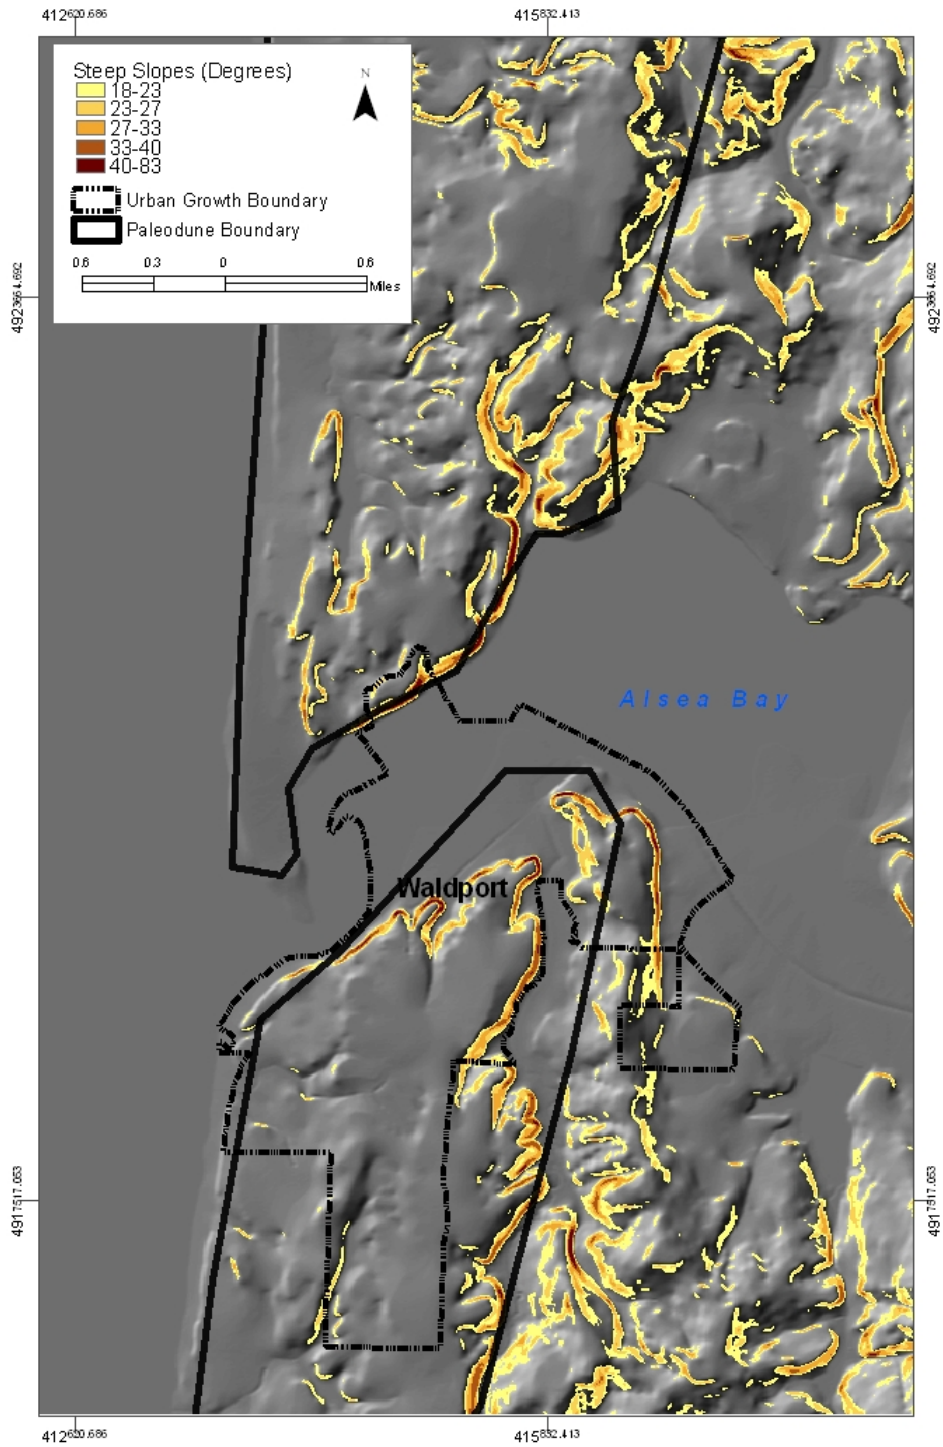 412620.686 415832.413
Steep Slopes (Degrees)
18-23
23-27
27-33
33-40
40-83
N
Urban Growth Boundary
Paleodune Boundary
0.6 0.3 0 0.6
Miles
4923664.692 4923664.692
Alsea Bay
Waldport
4917517.053 4917517.053
412620.686 415832.413